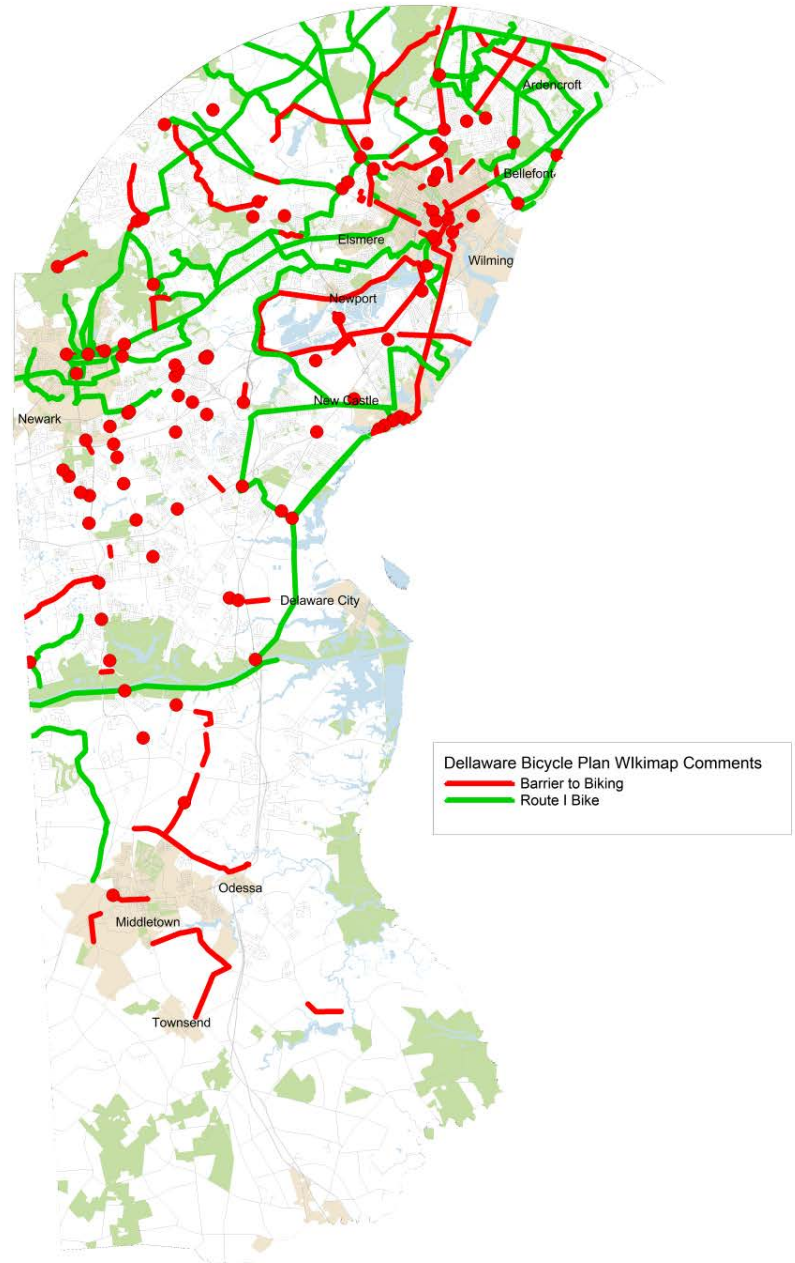 Ardencroft
Bellefont
Elsmere
Wilming
Newport
New Castle
Newark
Delaware City
Dellaware Bicycle Plan WIkimap Comments
Barrier to Biking
Route I Bike
Odessa
Middletown
Townsend